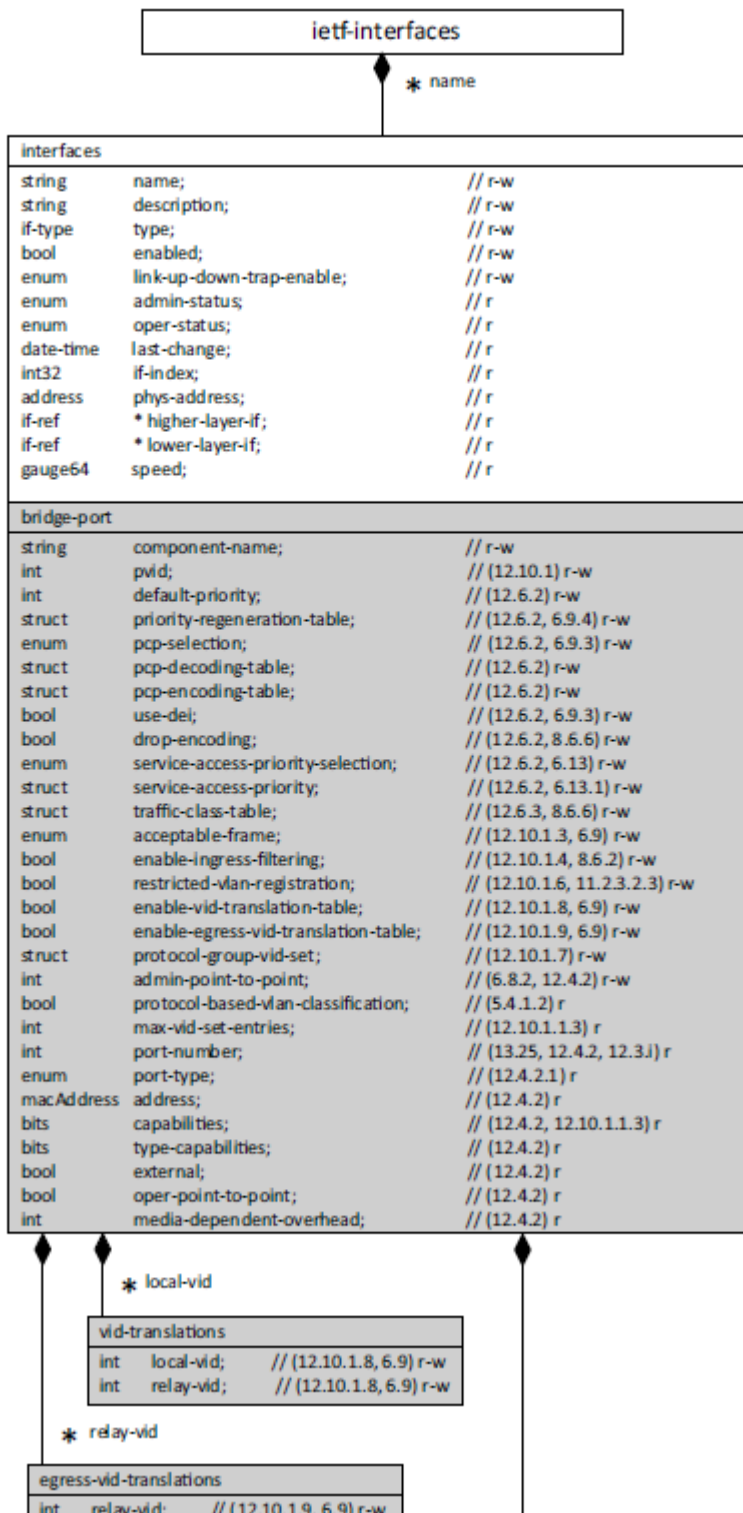 ietf-interfaces
* name
interfaces
string name; // r-w
string description; // r-w
if-type type; // r-w
bool enabled; // r-w
enum link-up-down-trap-enable; // r-w
enum admin-status; // r
enum oper-status; // r
date-time last-change; // r
int32 if-index; // r
address phys-address; // r
if-ref * higher-layer-if; // r
if-ref * lower-layer-if; // r
gauge64 speed; // r
bridge-port
string component-name; // r-w
int pvid; // (12.10.1) r-w
int default-priority; // (12.6.2) r-w
struct priority-regeneration-table; // (12.6.2, 6.9.4) r-w
enum pcp-selection; // (12.6.2, 6.9.3) r-w
struct pcp-decoding-table; // (12.6.2) r-w
struct pcp-encoding-table; // (12.6.2) r-w
bool use-dei; // (12.6.2, 6.9.3) r-w
bool drop-encoding; // (12.6.2, 8.6.6) r-w
enum service-access-priority-selection; // (12.6.2, 6.13) r-w
struct service-access-priority; // (12.6.2, 6.13.1) r-w
struct traffic-class-table; // (12.6.3, 8.6.6) r-w
enum acceptable-frame; // (12.10.1.3, 6.9) r-w
bool enable-ingress-filtering; // (12.10.1.4, 8.6.2) r-w
bool restricted-vlan-registration; // (12.10.1.6, 11.2.3.2.3) r-w
bool enable-vid-translation-table; // (12.10.1.8, 6.9) r-w
bool enable-egress-vid-translation-table; // (12.10.1.9, 6.9) r-w
struct protocol-group-vid-set; // (12.10.1.7) r-w
int admin-point-to-point; // (6.8.2, 12.4.2) r-w
bool protocol-based-vlan-classification; // (5.4.1.2) r
int max-vid-set-entries; // (12.10.1.1.3) r
int port-number; // (13.25, 12.4.2, 12.3.i) r
enum port-type; // (12.4.2.1) r
macAddress address; // (12.4.2) r
bits capabilities; // (12.4.2, 12.10.1.1.3) r
bits type-capabilities; // (12.4.2) r
bool external; // (12.4.2) r
bool oper-point-to-point; // (12.4.2) r
int media-dependent-overhead; // (12.4.2) r
* local-vid
vid-translations
int local-vid; // (12.10.1.8, 6.9) r-w
int relay-vid; // (12.10.1.8, 6.9) r-w
* relay-vid
egress-vid-translations
int relay-vid; // (12.10.1.9, 6.9) r-w